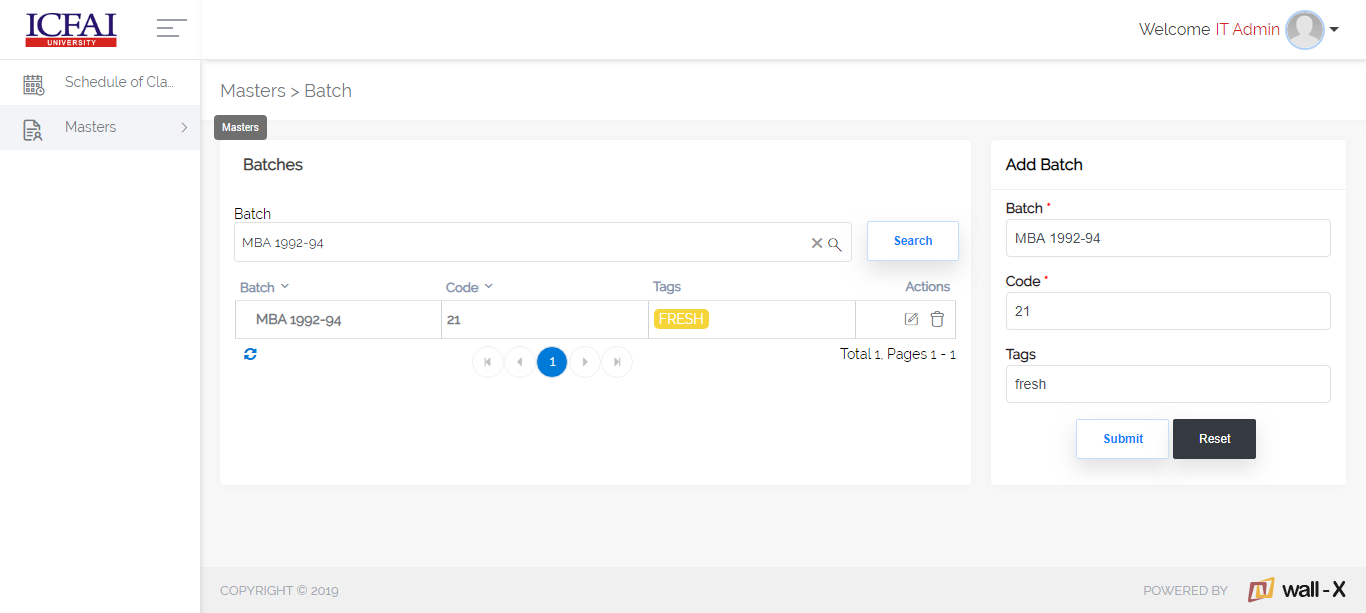 ICFAI
UNIVERSITY
Welcome IT Admin
Schedule of Cla...
Masters
Masters > Batch
Masters
Batches
Batch
MBA 1992-94
Search
Batch Code Tags Actions
MBA 1992-94 21 FRESH
1
Total 1, Pages 1 - 1
Add Batch
Batch *
MBA 1992-94
Code *
21
Tags
fresh
Submit Reset
COPYRIGHT © 2019
POWERED BY wall-X